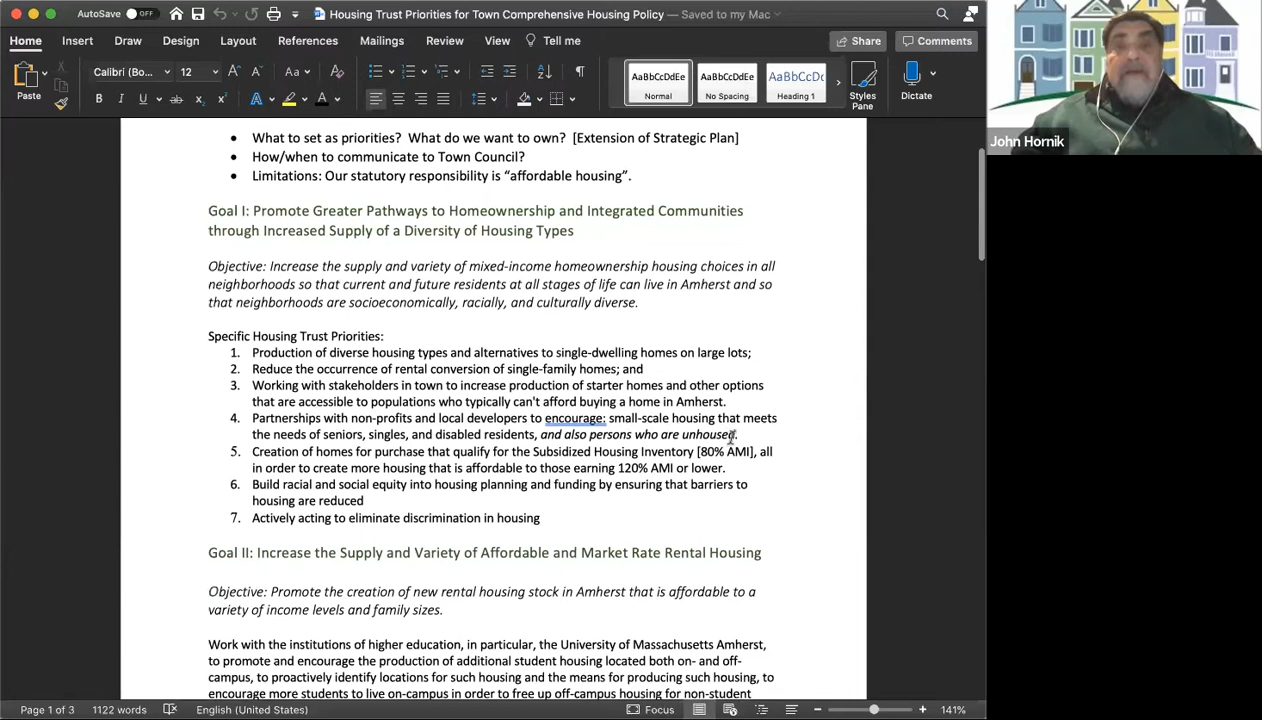 AutoSave OFF Housing Trust Priorities for Town Comprehensive Housing Policy — Saved to my Mac
Home Insert Draw Design Layout References Mailings Review View Tell me Share Comments
Paste Calibri (Bo... 12 Aa AaBbCcDdEe Normal AaBbCcDdEe No Spacing AaBbCcDc Heading 1 Styles Pane Dictate
John Hornik
• What to set as priorities? What do we want to own? [Extension of Strategic Plan]
• How/when to communicate to Town Council?
• Limitations: Our statutory responsibility is “affordable housing”.
Goal I: Promote Greater Pathways to Homeownership and Integrated Communities
through Increased Supply of a Diversity of Housing Types
Objective: Increase the supply and variety of mixed-income homeownership housing choices in all
neighborhoods so that current and future residents at all stages of life can live in Amherst and so
that neighborhoods are socioeconomically, racially, and culturally diverse.
Specific Housing Trust Priorities:
1. Production of diverse housing types and alternatives to single-dwelling homes on large lots;
2. Reduce the occurrence of rental conversion of single-family homes; and
3. Working with stakeholders in town to increase production of starter homes and other options
that are accessible to populations who typically can't afford buying a home in Amherst.
4. Partnerships with non-profits and local developers to encourage: small-scale housing that meets
the needs of seniors, singles, and disabled residents, and also persons who are unhoused.
5. Creation of homes for purchase that qualify for the Subsidized Housing Inventory [80% AMI], all
in order to create more housing that is affordable to those earning 120% AMI or lower.
6. Build racial and social equity into housing planning and funding by ensuring that barriers to
housing are reduced
7. Actively acting to eliminate discrimination in housing
Goal II: Increase the Supply and Variety of Affordable and Market Rate Rental Housing
Objective: Promote the creation of new rental housing stock in Amherst that is affordable to a
variety of income levels and family sizes.
Work with the institutions of higher education, in particular, the University of Massachusetts Amherst,
to promote and encourage the production of additional student housing located both on- and off-
campus, to proactively identify locations for such housing and the means for producing such housing, to
encourage more students to live on-campus in order to free up off-campus housing for non-student
Page 1 of 3 1122 words English (United States) Focus 141%